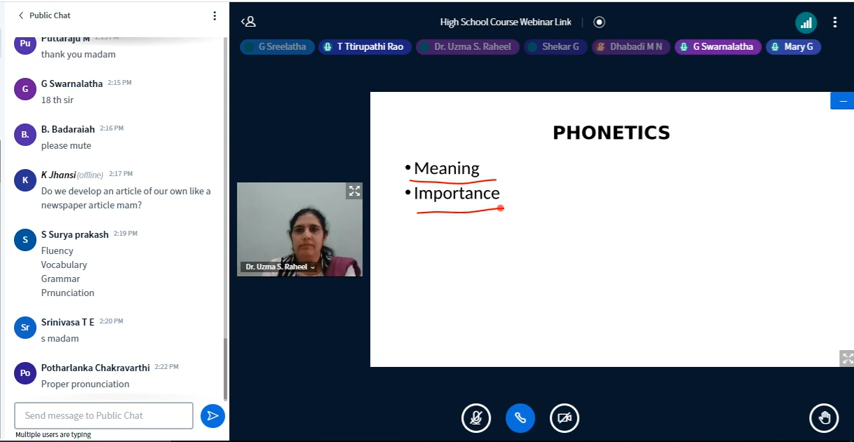 Public Chat
Puttaraju M
thank you madam
G Swarnalatha 2:15 PM
18 th sir
B. Badaraiah 2:16 PM
please mute
K Jhansi (offline) 2:17 PM
Do we develop an article of our own like a
newspaper article mam?
S Surya prakash 2:19 PM
Fluency
Vocabulary
Grammar
Prnunciation
Srinivasa T E 2:20 PM
s madam
Potharlanka Chakravarthi 2:22 PM
Proper pronunciation
Send message to Public Chat
Multiple users are typing
Pu
G
B.
K
S
Sr
Po
High School Course Webinar Link
G Sreelatha T Ttirupathi Rao Dr. Uzma S. Raheel Shekar G Dhabadi M N G Swarnalatha Mary G
Dr. Uzma S. Raheel
PHONETICS
• Meaning
• Importance